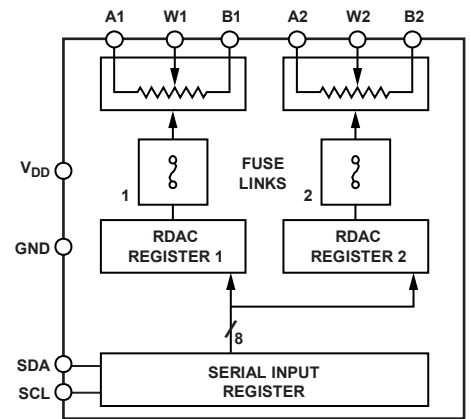 A1 W1 B1 A2 W2 B2
V_DD
FUSE
LINKS
1 2
GND
RDAC
REGISTER 1
RDAC
REGISTER 2
8
SDA
SCL
SERIAL INPUT
REGISTER